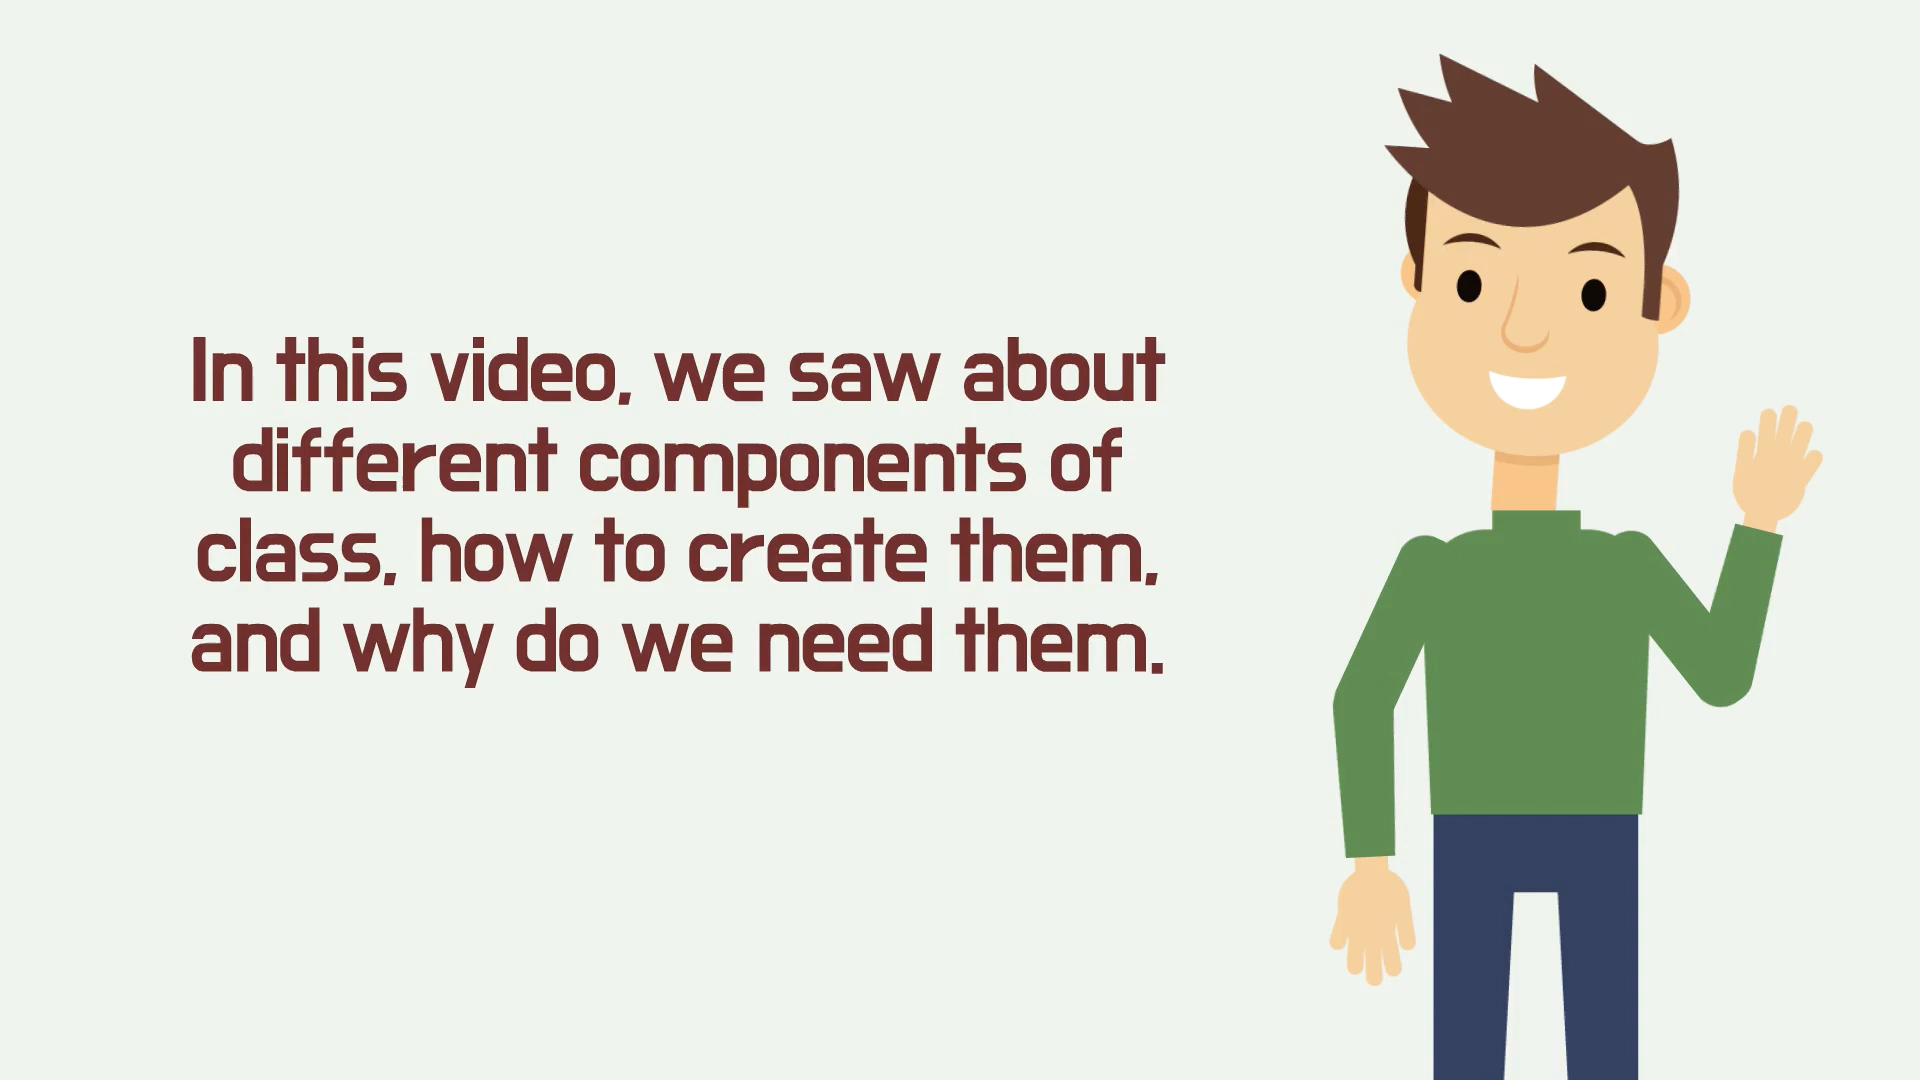 In this video, we saw about
different components of
class, how to create them,
and why do we need them.